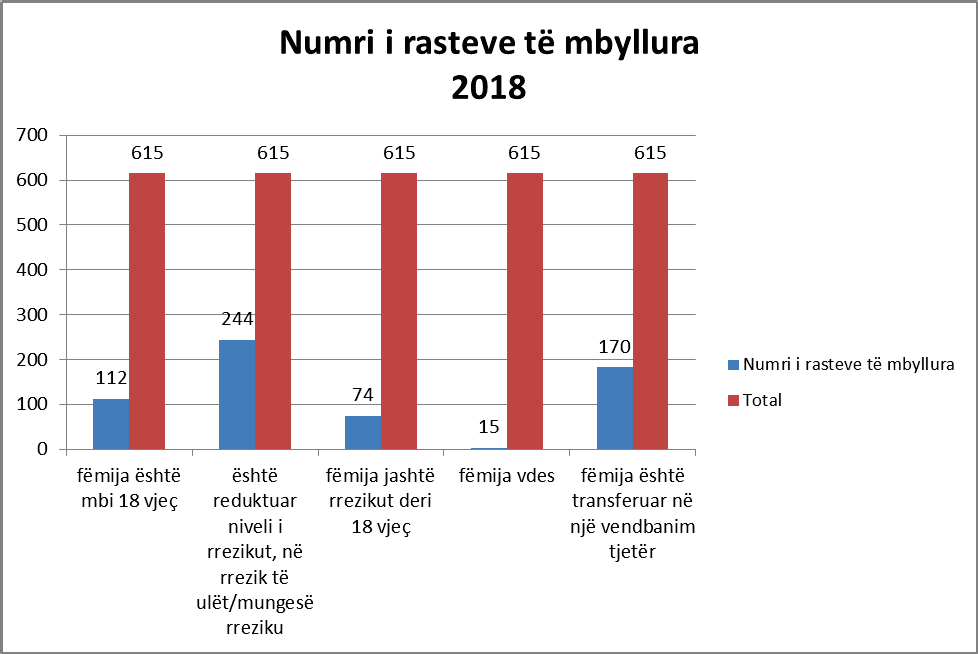 Numri i rasteve të mbyllura
2018
700
600
500
400
300
200
100
0
615
615
615
615
615
112
244
74
15
170
fëmija është
mbi 18 vjeç
është
reduktuar
niveli i
rrezikut, në
rrezik të
ulët/mungesë
rreziku
fëmija jashtë
rrezikut deri
18 vjeç
fëmija vdes
fëmija është
transferuar në
një vendbanim
tjetër
Numri i rasteve të mbyllura
Total